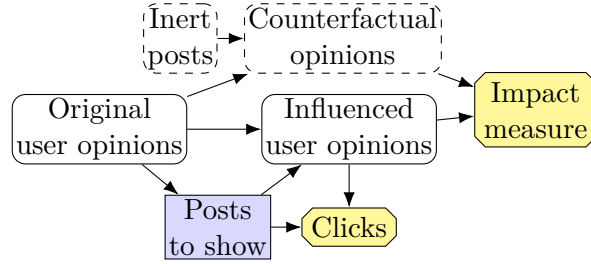 Inert
posts
Counterfactual
opinions
Impact
measure
Original
user opinions
Influenced
user opinions
Posts
to show
Clicks